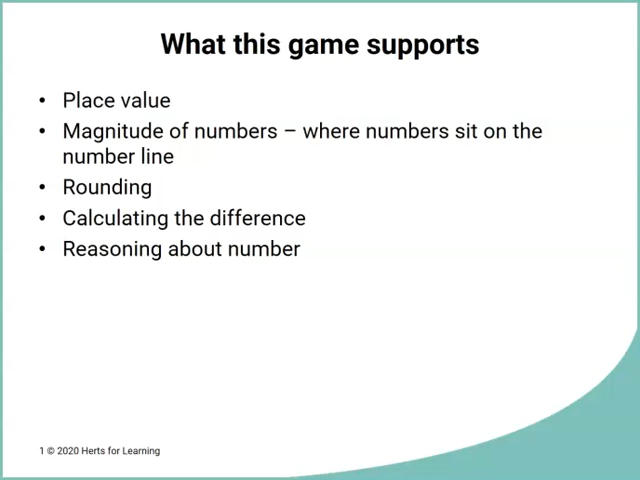 What this game supports
• Place value
• Magnitude of numbers – where numbers sit on the
number line
• Rounding
• Calculating the difference
• Reasoning about number
1 © 2020 Herts for Learning